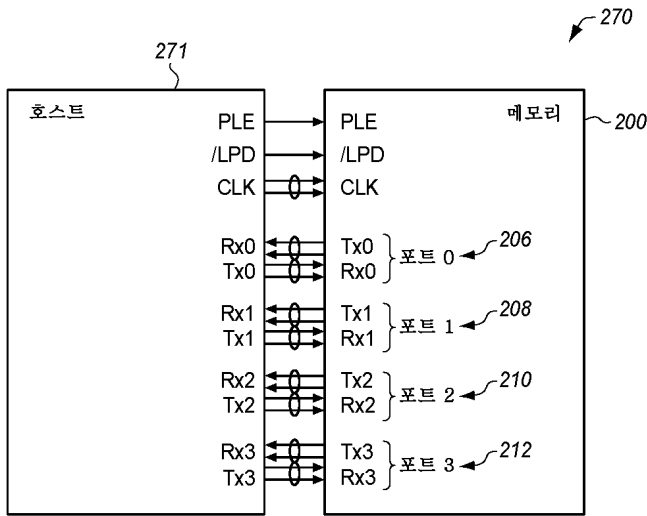 270
271
호스트
메모리
200
PLE PLE
/LPD /LPD
CLK CLK
Rx0 Tx0
Tx0 Rx0
포트 0 206
Rx1 Tx1
Tx1 Rx1
포트 1 208
Rx2 Tx2
Tx2 Rx2
포트 2 210
Rx3 Tx3
Tx3 Rx3
포트 3 212